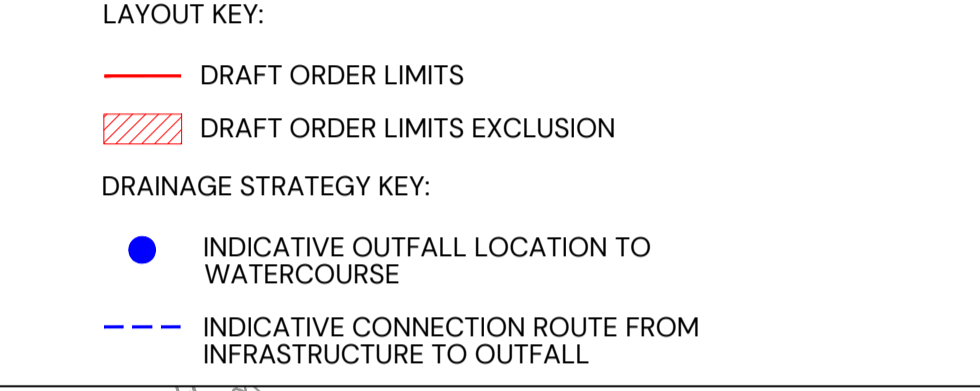 LAYOUT KEY:
DRAFT ORDER LIMITS
DRAFT ORDER LIMITS EXCLUSION
DRAINAGE STRATEGY KEY:
INDICATIVE OUTFALL LOCATION TO
WATERCOURSE
INDICATIVE CONNECTION ROUTE FROM
INFRASTRUCTURE TO OUTFALL